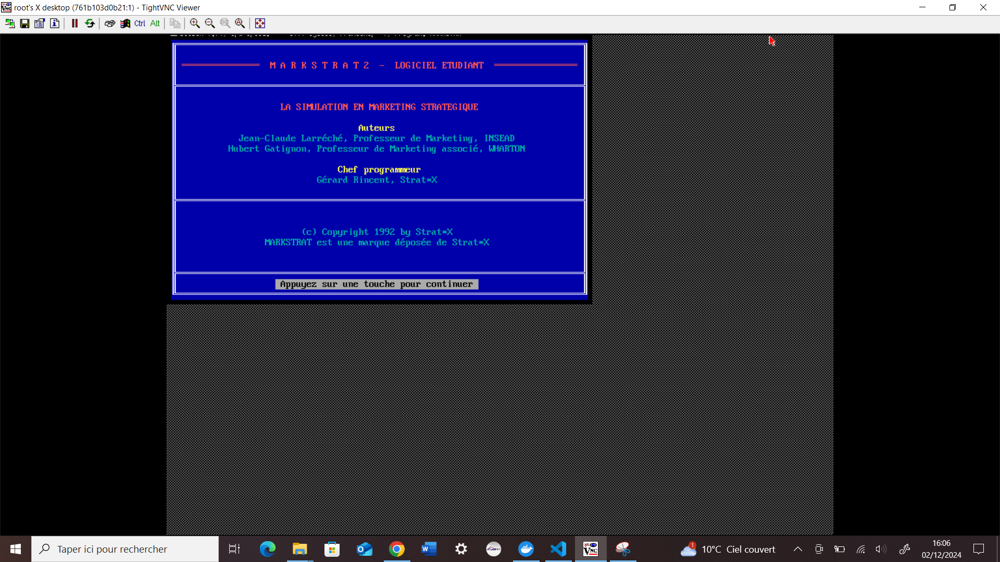 root's X desktop (761b103d0b21:1) - TightVNC Viewer
Ctrl Alt
M A R K S T R A T 2 - LOGICIEL ETUDIANT
LA SIMULATION EN MARKETING STRATEGIQUE
Auteurs
Jean-Claude Larréché, Professeur de Marketing, INSEAD
Hubert Gatignon, Professeur de Marketing associé, WHARTON
Chef programmeur
Gérard Rincent, Strat*X
(c) Copyright 1992 by Strat*X
MARKSTRAT est une marque déposée de Strat*X
Appuyez sur une touche pour continuer
Taper ici pour rechercher
1
10°C Ciel couvert
16:06
02/12/2024